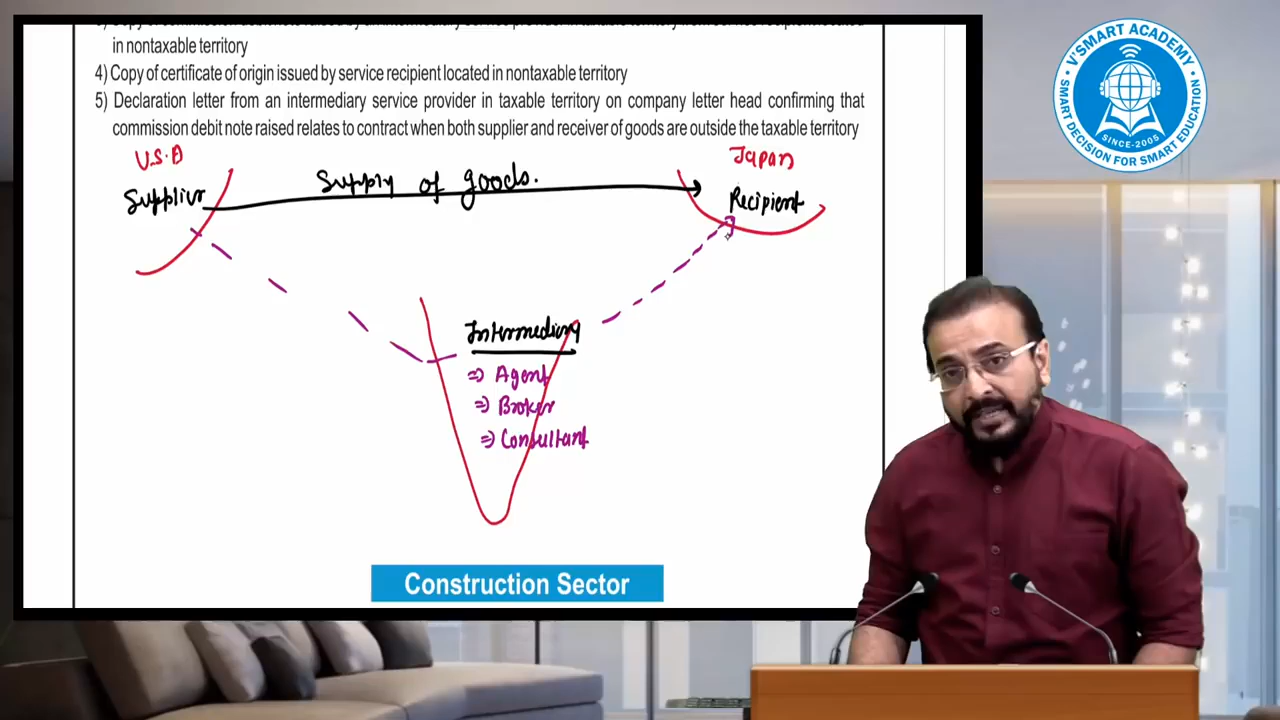 in nontaxable territory
4) Copy of certificate of origin issued by service recipient located in nontaxable territory
5) Declaration letter from an intermediary service provider in taxable territory on company letter head confirming that
commission debit note raised relates to contract when both supplier and receiver of goods are outside the taxable territory
U.S.A
Japan
Supplier
Supply of goods.
Recipient
Intermediary
⇒ Agent
⇒ Broker
⇒ Consultant
Construction Sector
V'SMART ACADEMY
SINCE-2005
SMART DECISION FOR SMART EDUCATION